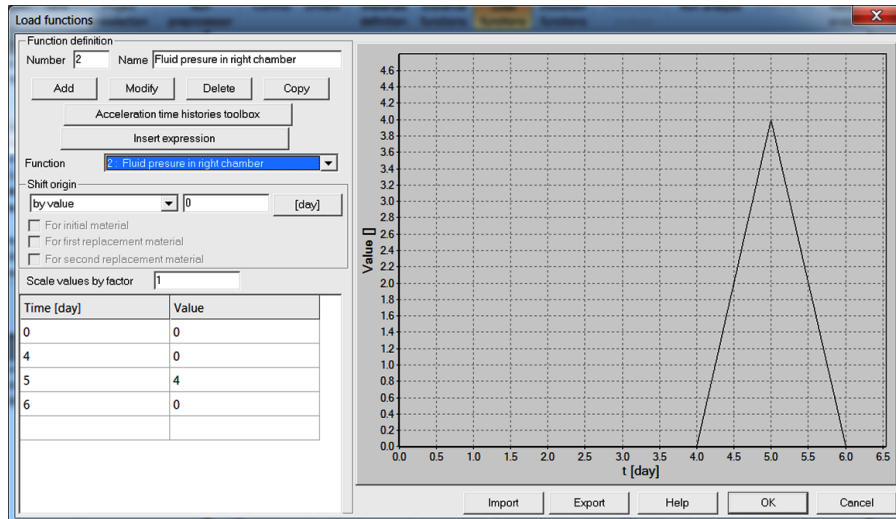 Load functions
Function definition
Number 2 Name Fluid presure in right chamber
Add Modify Delete Copy
Acceleration time histories toolbox
Insert expression
Function 2 : Fluid presure in right chamber
Shift origin
by value 0 [day]
For initial material
For first replacement material
For second replacement material
Scale values by factor 1
Time [day] Value
0 0
4 0
5 4
6 0
Value []
4.6
4.4
4.2
4.0
3.8
3.6
3.4
3.2
3.0
2.8
2.6
2.4
2.2
2.0
1.8
1.6
1.4
1.2
1.0
0.8
0.6
0.4
0.2
0.0
0.0 0.5 1.0 1.5 2.0 2.5 3.0 3.5 4.0 4.5 5.0 5.5 6.0 6.5
t [day]
Import Export Help OK Cancel